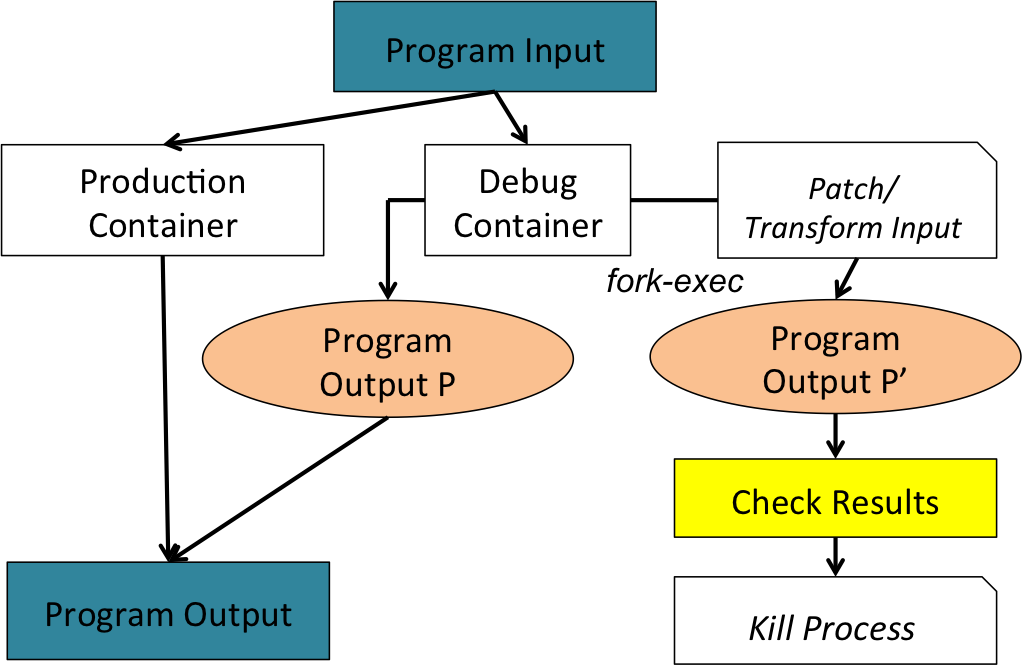 Program Input
Production
Container
Debug
Container
Patch/
Transform Input
fork-exec
Program
Output P
Program
Output P’
Check Results
Program Output
Kill Process